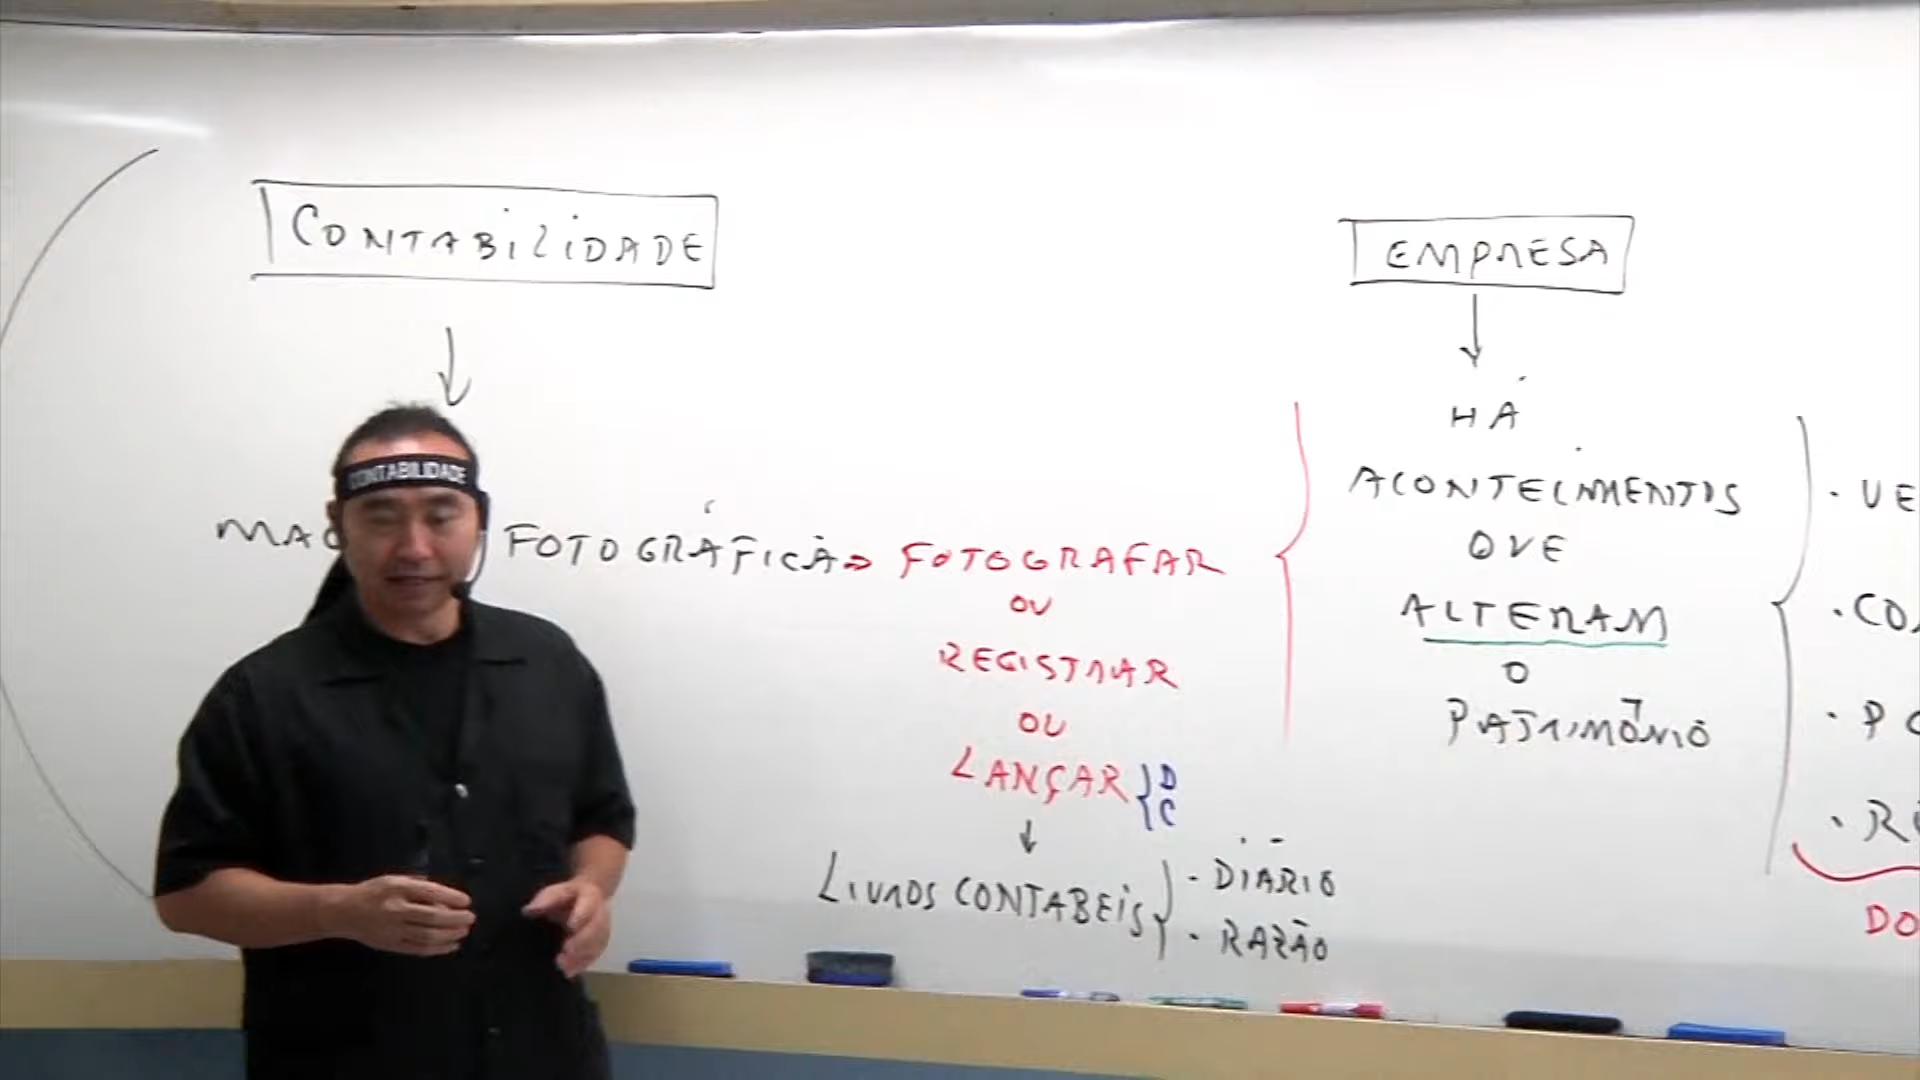 CONTABILIDADE
EMPRESA
HÁ
CONTABILIDADE
FOTOGRÁFICA
FOTOGRAFAR
OU
REGISTRAR
OU
LANÇAR { D
C
ACONTECIMENTOS
QUE
ALTERAM
O
PATRIMÔNIO
LIVROS CONTÁBEIS } · DIÁRIO
· RAZÃO